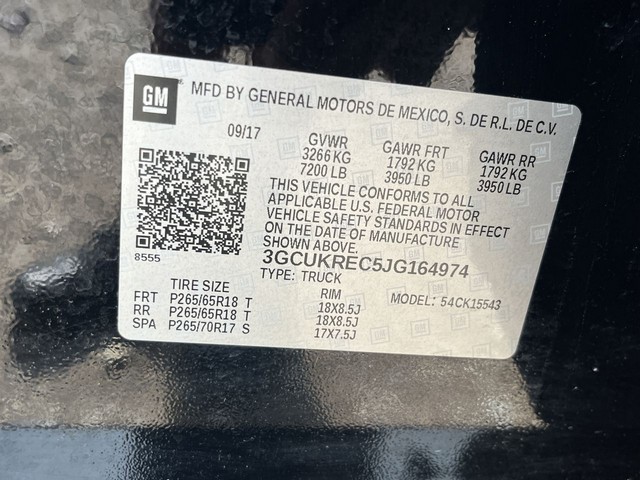 GM MFD BY GENERAL MOTORS DE MEXICO, S. DE R.L. DE C.V.
09/17 GVWR GAWR FRT GAWR RR
3266 KG 1792 KG 1792 KG
7200 LB 3950 LB 3950 LB
THIS VEHICLE CONFORMS TO ALL
APPLICABLE U.S. FEDERAL MOTOR
VEHICLE SAFETY STANDARDS IN EFFECT
ON THE DATE OF MANUFACTURE
SHOWN ABOVE.
8555 3GCUKREC5JG164974
TYPE: TRUCK
TIRE SIZE RIM MODEL: 54CK15543
FRT P265/65R18 T 18X8.5J
RR P265/65R18 T 18X8.5J
SPA P265/70R17 S 17X7.5J